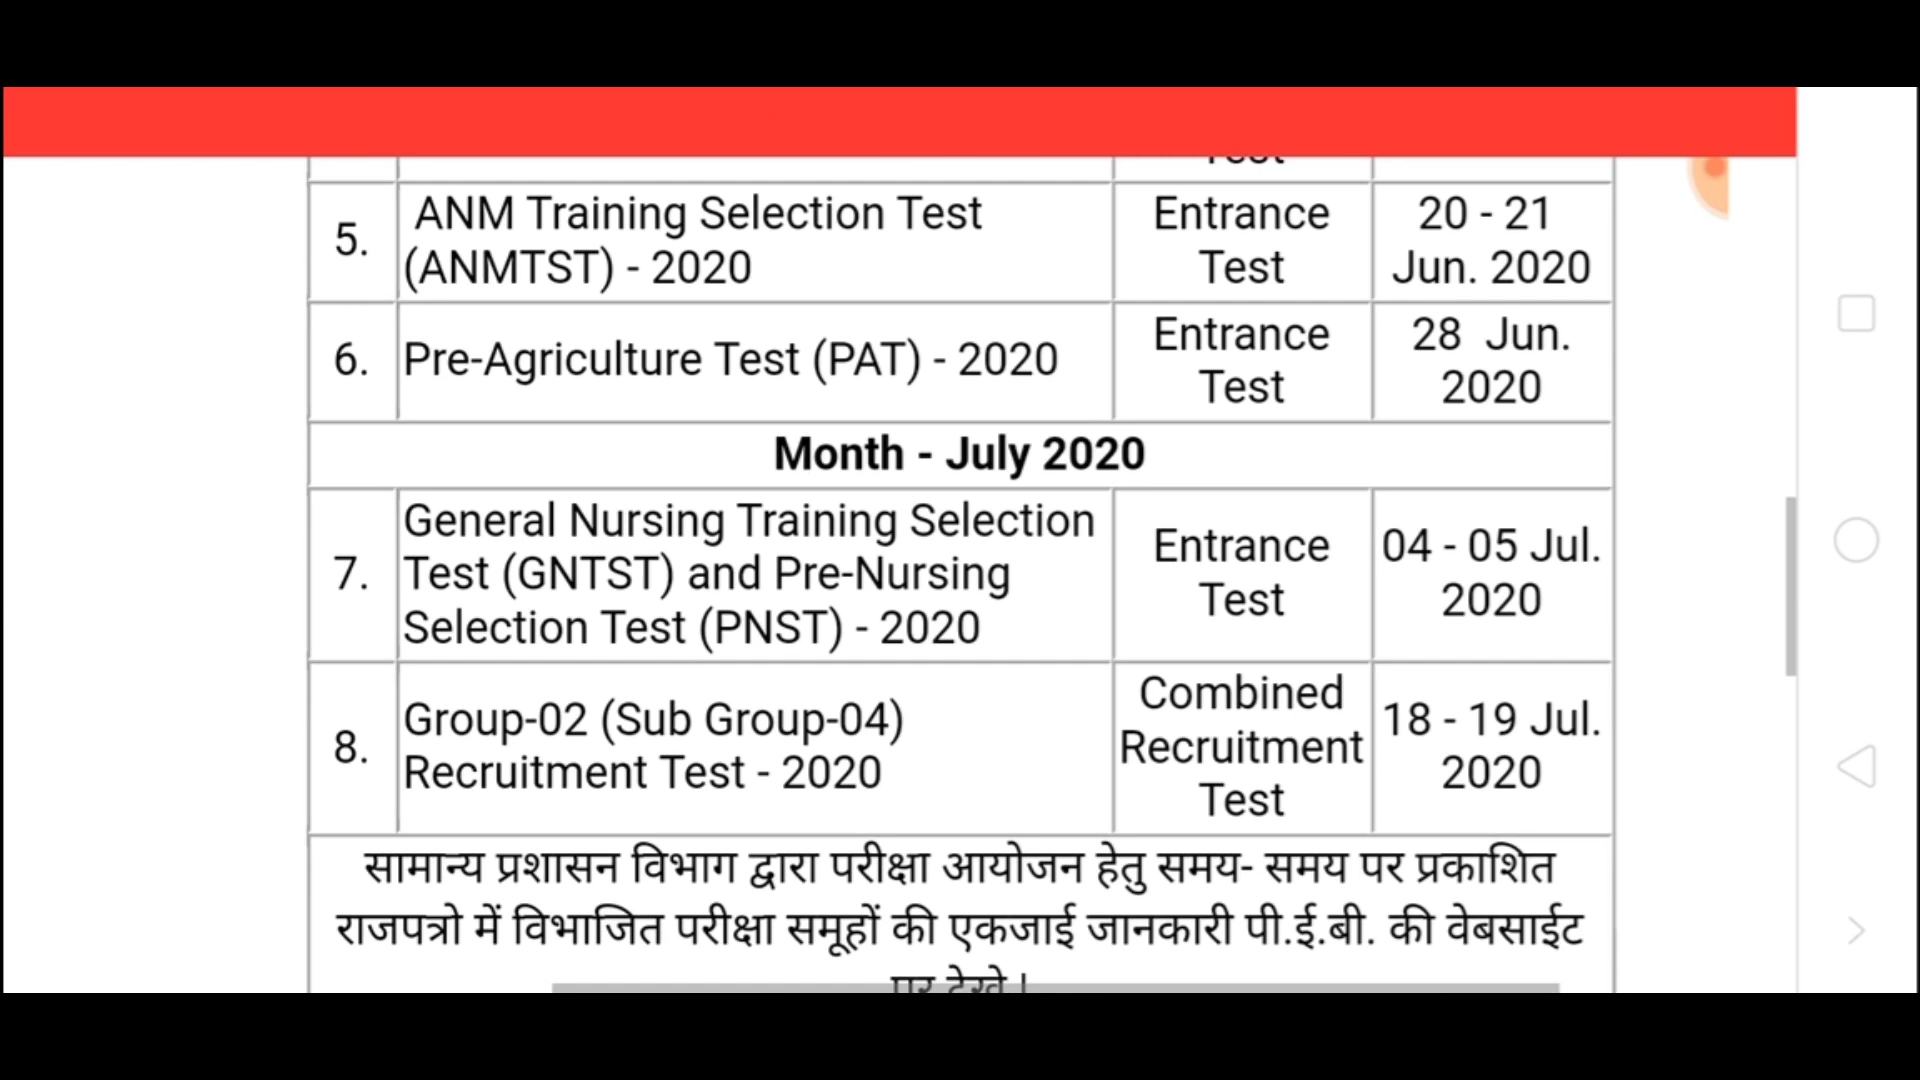 5.
ANM Training Selection Test
(ANMTST) - 2020
Entrance
Test
20 - 21
Jun. 2020
6.
Pre-Agriculture Test (PAT) - 2020
Entrance
Test
28 Jun.
2020
Month - July 2020
7.
General Nursing Training Selection
Test (GNTST) and Pre-Nursing
Selection Test (PNST) - 2020
Entrance
Test
04 - 05 Jul.
2020
8.
Group-02 (Sub Group-04)
Recruitment Test - 2020
Combined
Recruitment
Test
18 - 19 Jul.
2020
सामान्य प्रशासन विभाग द्वारा परीक्षा आयोजन हेतु समय- समय पर प्रकाशित
राजपत्रो में विभाजित परीक्षा समूहों की एकजाई जानकारी पी.ई.बी. की वेबसाईट